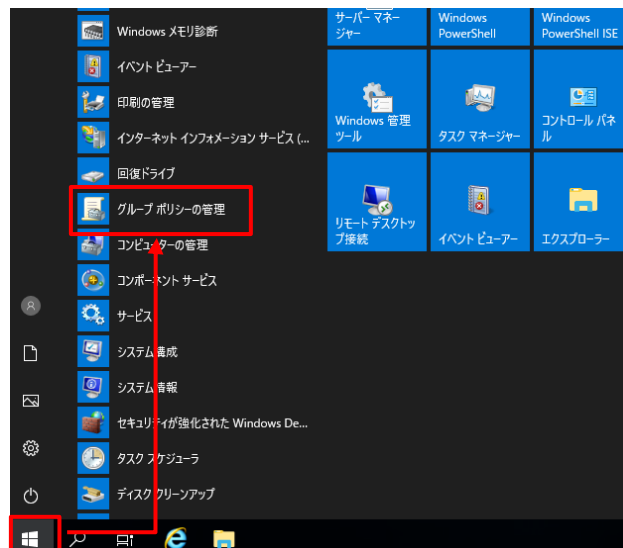 Windows メモリ診断
イベント ビューアー
印刷の管理
インターネット インフォメーション サービス (...
回復ドライブ
グループ ポリシーの管理
コンピューターの管理
コンポーネント サービス
サービス
システム構成
システム情報
セキュリティが強化された Windows De...
タスク スケジューラ
ディスク クリーンアップ
サーバー マネー
ジャー
Windows
PowerShell
Windows
PowerShell ISE
Windows 管理
ツール
タスク マネージャー
コントロール パネ
ル
リモート デスクトッ
プ接続
イベント ビューアー
エクスプローラー